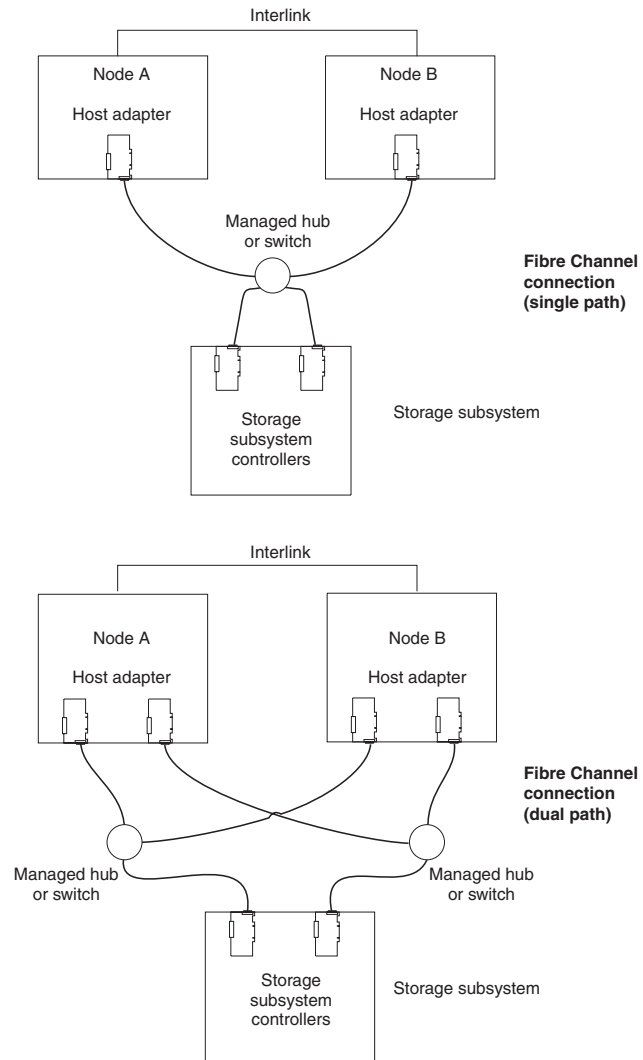 Interlink
Node A
Node B
Host adapter
Host adapter
Managed hub
or switch
Fibre Channel
connection
(single path)
Storage
subsystem
controllers
Storage subsystem
Interlink
Node A
Node B
Host adapter
Host adapter
Fibre Channel
connection
(dual path)
Managed hub
or switch
Managed hub
or switch
Storage
subsystem
controllers
Storage subsystem